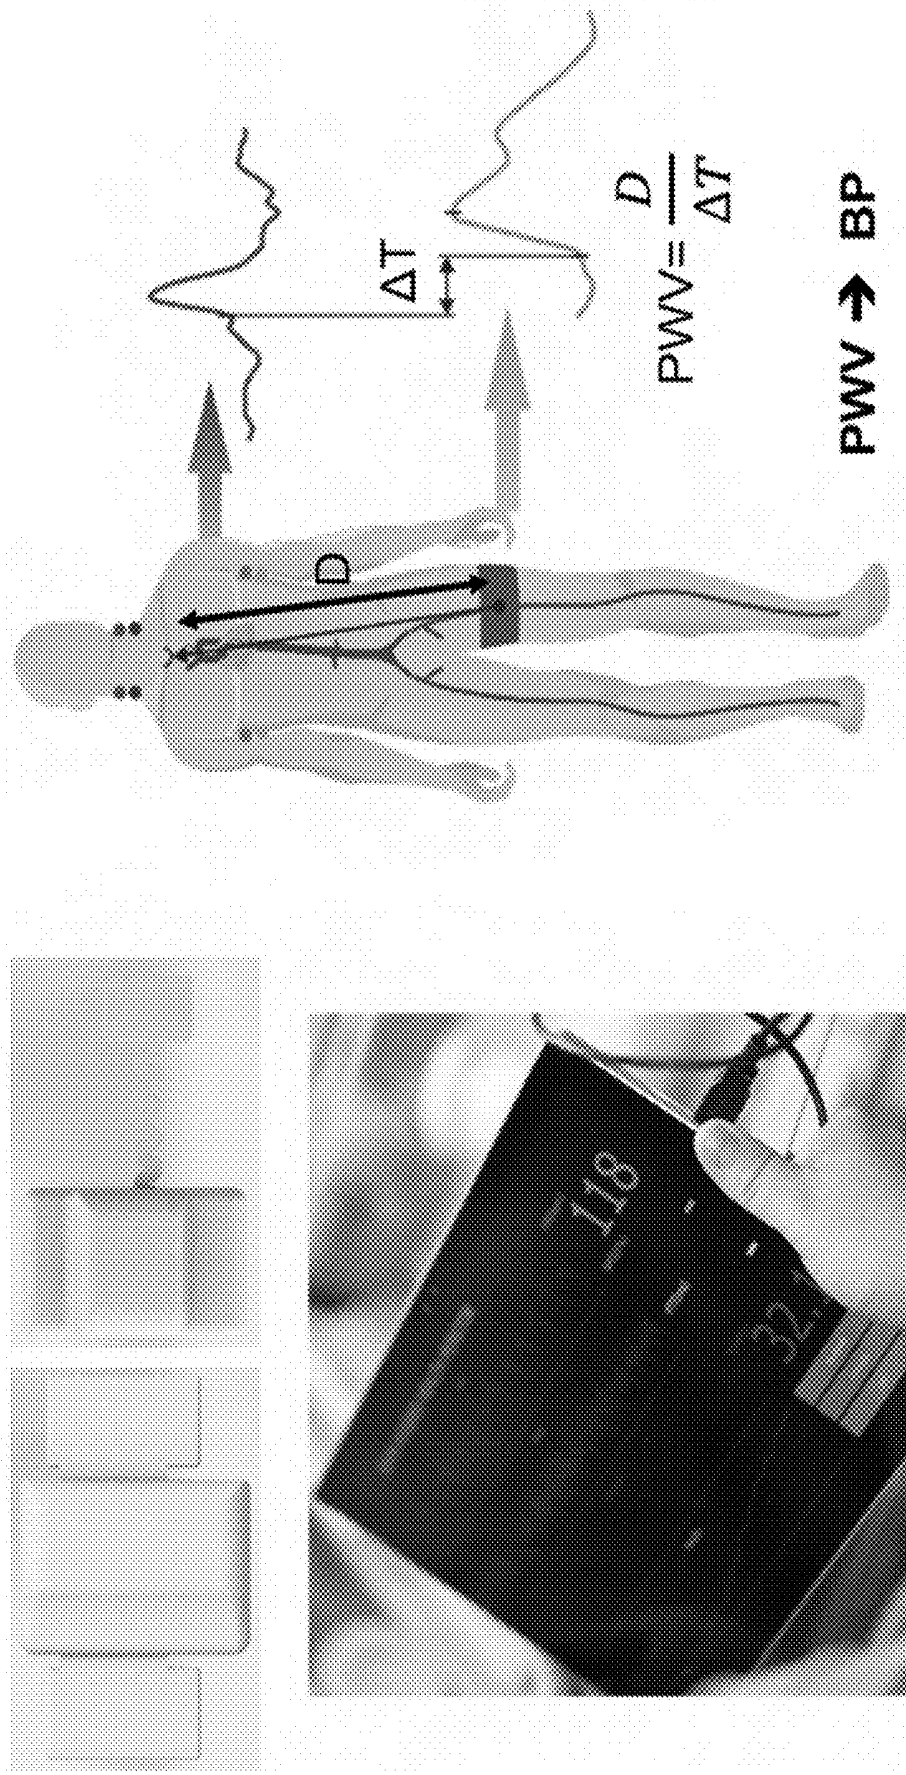 D
ΔT
PWV= D/ΔT
PWV → BP
118
32.